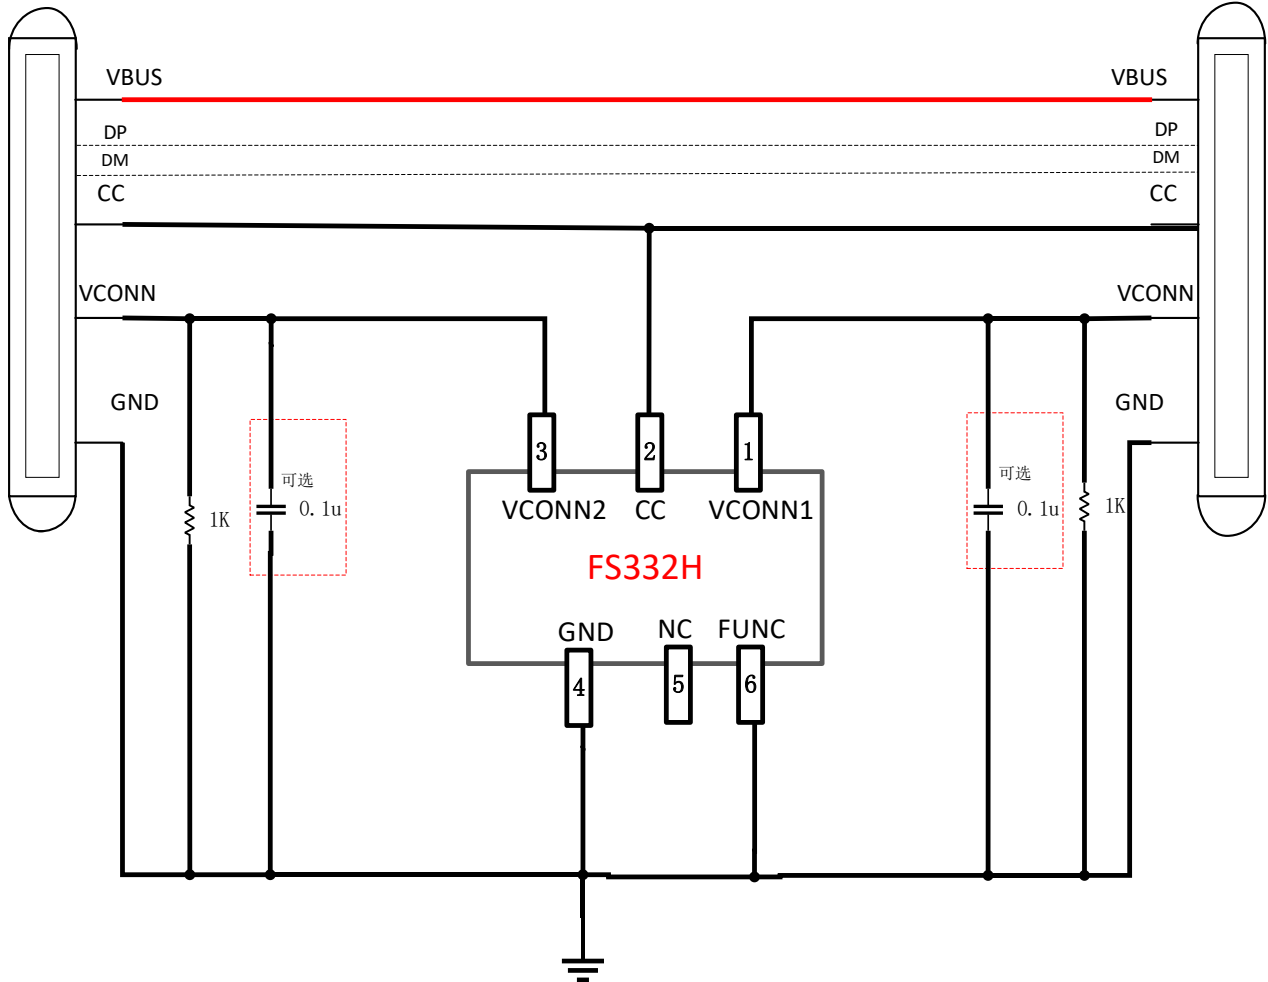 VBUS
VBUS
DP
DP
DM
DM
CC
CC
VCONN
VCONN
GND
GND
3
2
1
可选
可选
1K
0.1u
VCONN2
CC
VCONN1
0.1u
1K
FS332H
GND
NC
FUNC
4
5
6